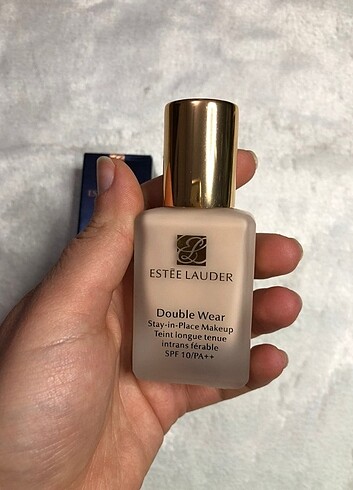 ESTĒE LAUDER
Double Wear
Stay-in-Place Makeup
Teint longue tenue
intrans férable
SPF 10/PA++